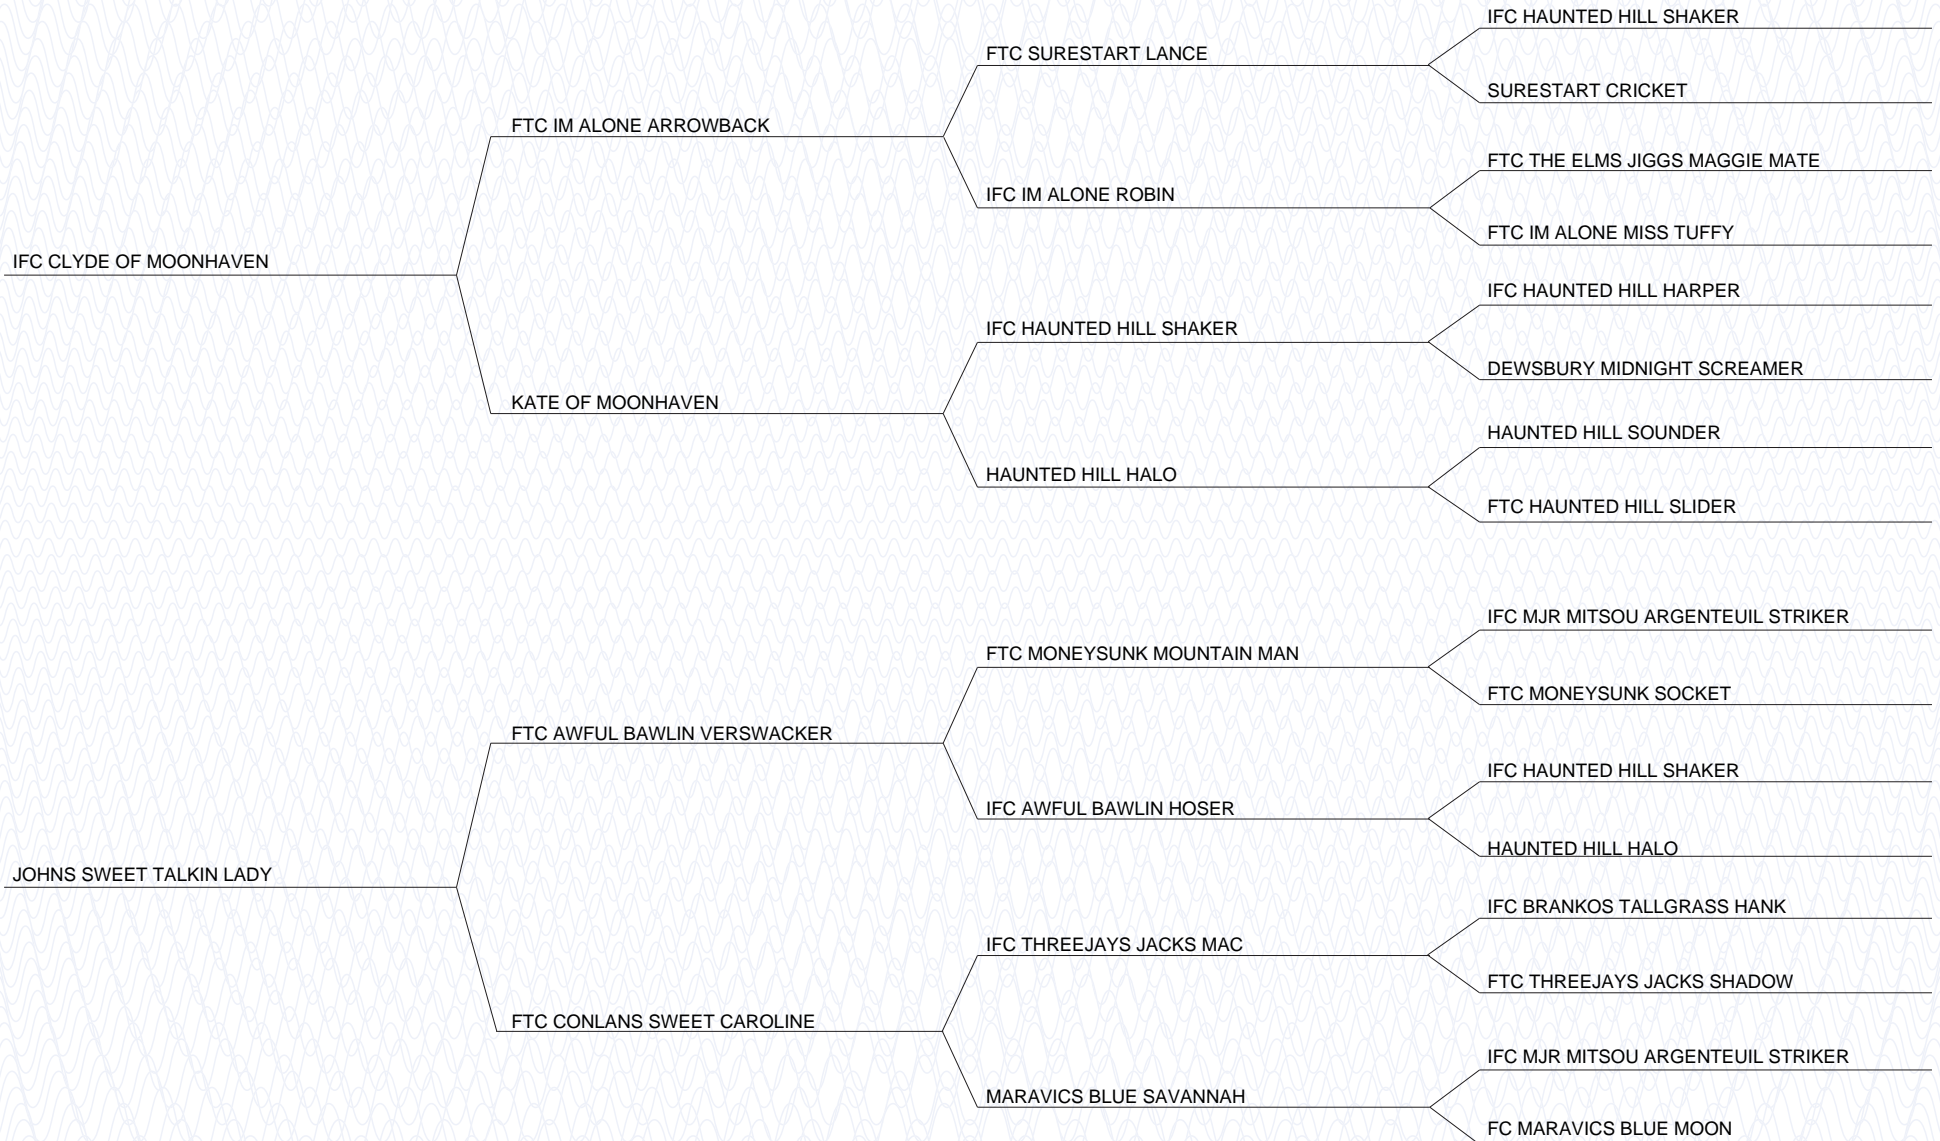 IFC HAUNTED HILL SHAKER
FTC SURESTART LANCE
SURESTART CRICKET
FTC IM ALONE ARROWBACK
FTC THE ELMS JIGGS MAGGIE MATE
IFC IM ALONE ROBIN
FTC IM ALONE MISS TUFFY
IFC CLYDE OF MOONHAVEN
IFC HAUNTED HILL HARPER
IFC HAUNTED HILL SHAKER
DEWSBURY MIDNIGHT SCREAMER
KATE OF MOONHAVEN
HAUNTED HILL SOUNDER
HAUNTED HILL HALO
FTC HAUNTED HILL SLIDER
IFC MJR MITSOU ARGENTEUIL STRIKER
FTC MONEYSUNK MOUNTAIN MAN
FTC MONEYSUNK SOCKET
FTC AWFUL BAWLIN VERSWACKER
IFC HAUNTED HILL SHAKER
IFC AWFUL BAWLIN HOSER
HAUNTED HILL HALO
JOHNS SWEET TALKIN LADY
IFC BRANKOS TALLGRASS HANK
IFC THREEJAYS JACKS MAC
FTC THREEJAYS JACKS SHADOW
FTC CONLANS SWEET CAROLINE
IFC MJR MITSOU ARGENTEUIL STRIKER
MARAVICS BLUE SAVANNAH
FC MARAVICS BLUE MOON